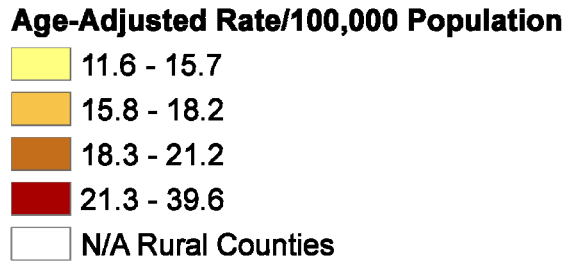 Age-Adjusted Rate/100,000 Population
11.6 - 15.7
15.8 - 18.2
18.3 - 21.2
21.3 - 39.6
N/A Rural Counties